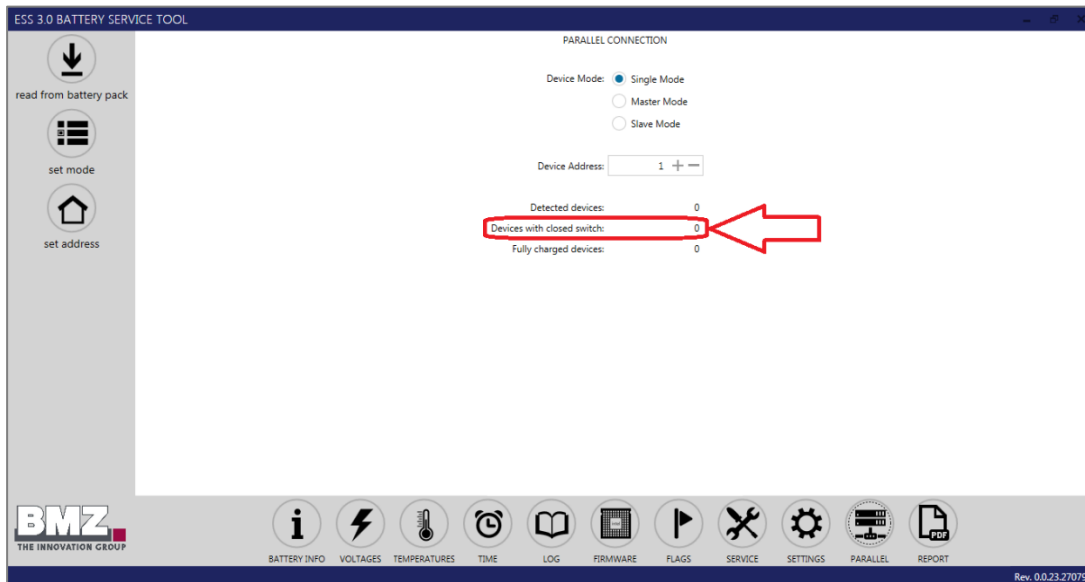 ESS 3.0 BATTERY SERVICE TOOL
read from battery pack
set mode
set address
PARALLEL CONNECTION
Device Mode: Single Mode
Master Mode
Slave Mode
Device Address: 1
Detected devices: 0
Devices with closed switch: 0
Fully charged devices: 0
BMZ
THE INNOVATION GROUP
BATTERY INFO VOLTAGES TEMPERATURES TIME LOG FIRMWARE FLAGS SERVICE SETTINGS PARALLEL REPORT
PDF
Rev. 0.0.23.27079